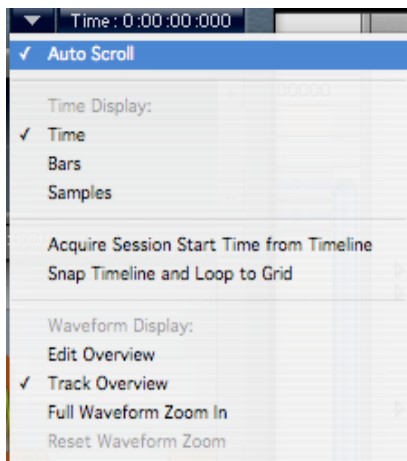 Time: 0:00:00:000
✓ Auto Scroll
Time Display:
✓ Time
Bars
Samples
Acquire Session Start Time from Timeline
Snap Timeline and Loop to Grid
Waveform Display:
Edit Overview
✓ Track Overview
Full Waveform Zoom In
Reset Waveform Zoom